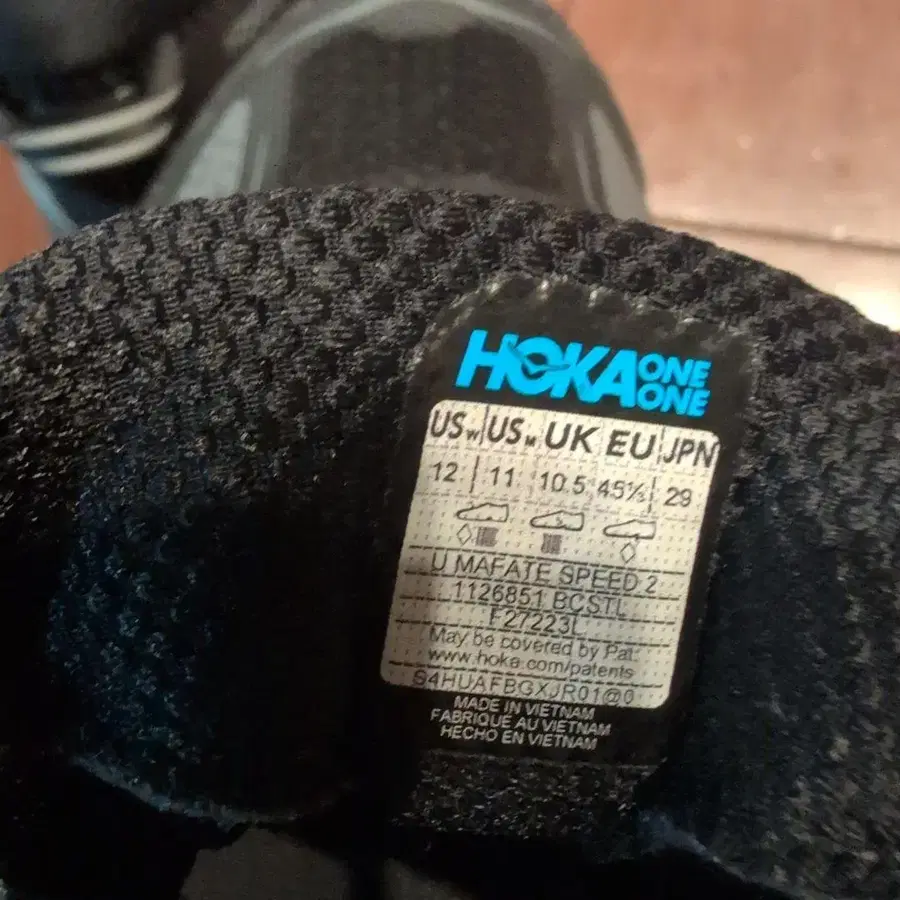 HOKA ONE ONE
USw US M UK EU JPN
12 11 10.5 45⅓ 29
U MAFATE SPEED 2
1126851 BCSTL
F27223L
May be covered by Pat:
www.hoka.com/patents
S4HUAFBGXJR01@0
MADE IN VIETNAM
FABRIQUÉ AU VIETNAM
HECHO EN VIETNAM